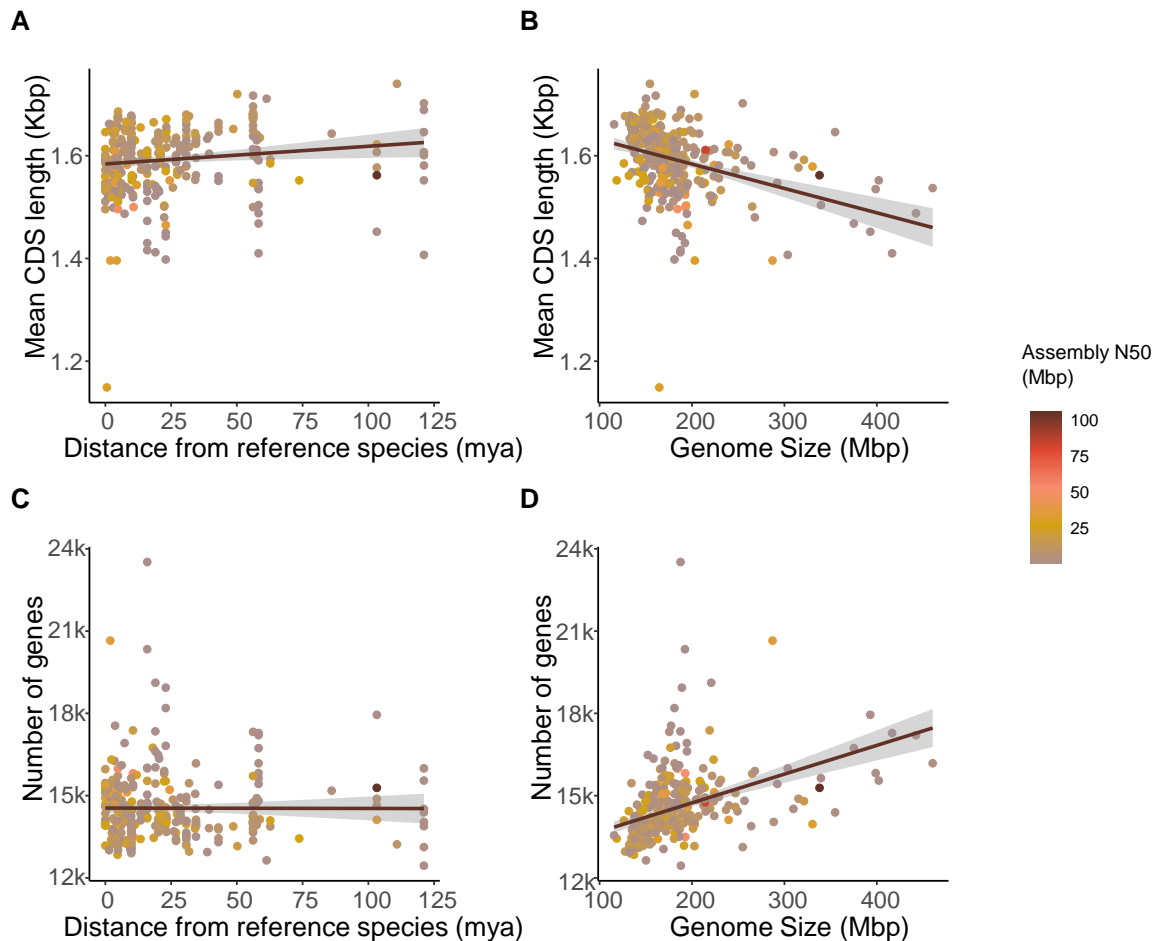 A
B
Mean CDS length (Kbp)
1.6
1.4
1.2
0
25
50
75
100
125
Distance from reference species (mya)
Mean CDS length (Kbp)
1.6
1.4
1.2
100
200
300
400
Genome Size (Mbp)
Assembly N50
(Mbp)
100
75
50
25
C
D
Number of genes
24k
21k
18k
15k
12k
0
25
50
75
100
125
Distance from reference species (mya)
Number of genes
24k
21k
18k
15k
12k
100
200
300
400
Genome Size (Mbp)